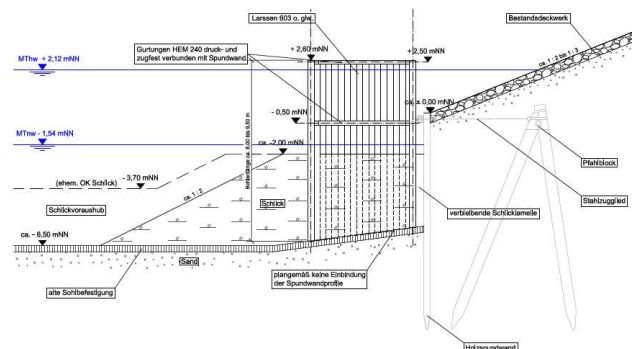 Larssen 603 o. glw.
Bestandsdeckwerk
MThw + 2,12 mNN
Gurtungen HEM 240 druck- und
zugfest verbunden mit Spundwand
+ 2,60 mNN
+ 2,50 mNN
ca. 1 : 2 bis 1 : 3
- 0,50 mNN
ca. ± 0,00 mNN
MTnw - 1,54 mNN
ca. -2,00 mNN
Pfahlblock
Stahlzugglied
(ehem. OK Schlick)
- 3,70 mNN
ca. 1 : 2
Schlickvoraushub
Schlick
verbleibende Schlicklamelle
ca. - 6,50 mNN
Sand
alte Sohlbefestigung
plangemäß keine Einbindung
der Spundwandprofile
Holzspundwand